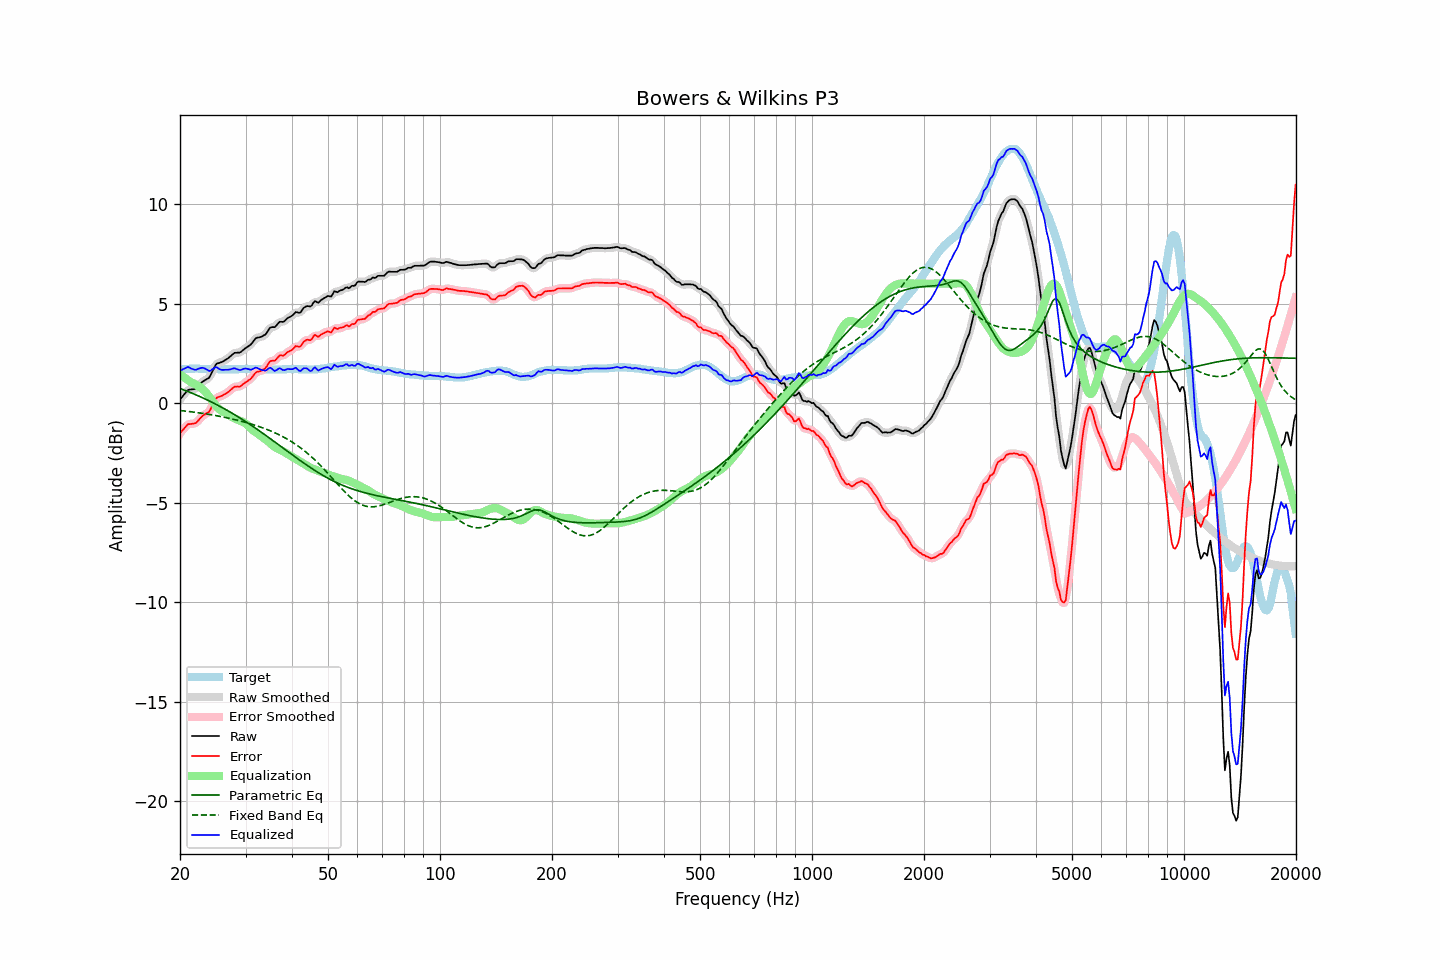 Bowers & Wilkins P3
Amplitude (dBr)
10
5
0
−5
−10
−15
−20
Target
Raw Smoothed
Error Smoothed
Raw
Error
Equalization
Parametric Eq
Fixed Band Eq
Equalized
20 50 100 200 500 1000 2000 5000 10000 20000
Frequency (Hz)